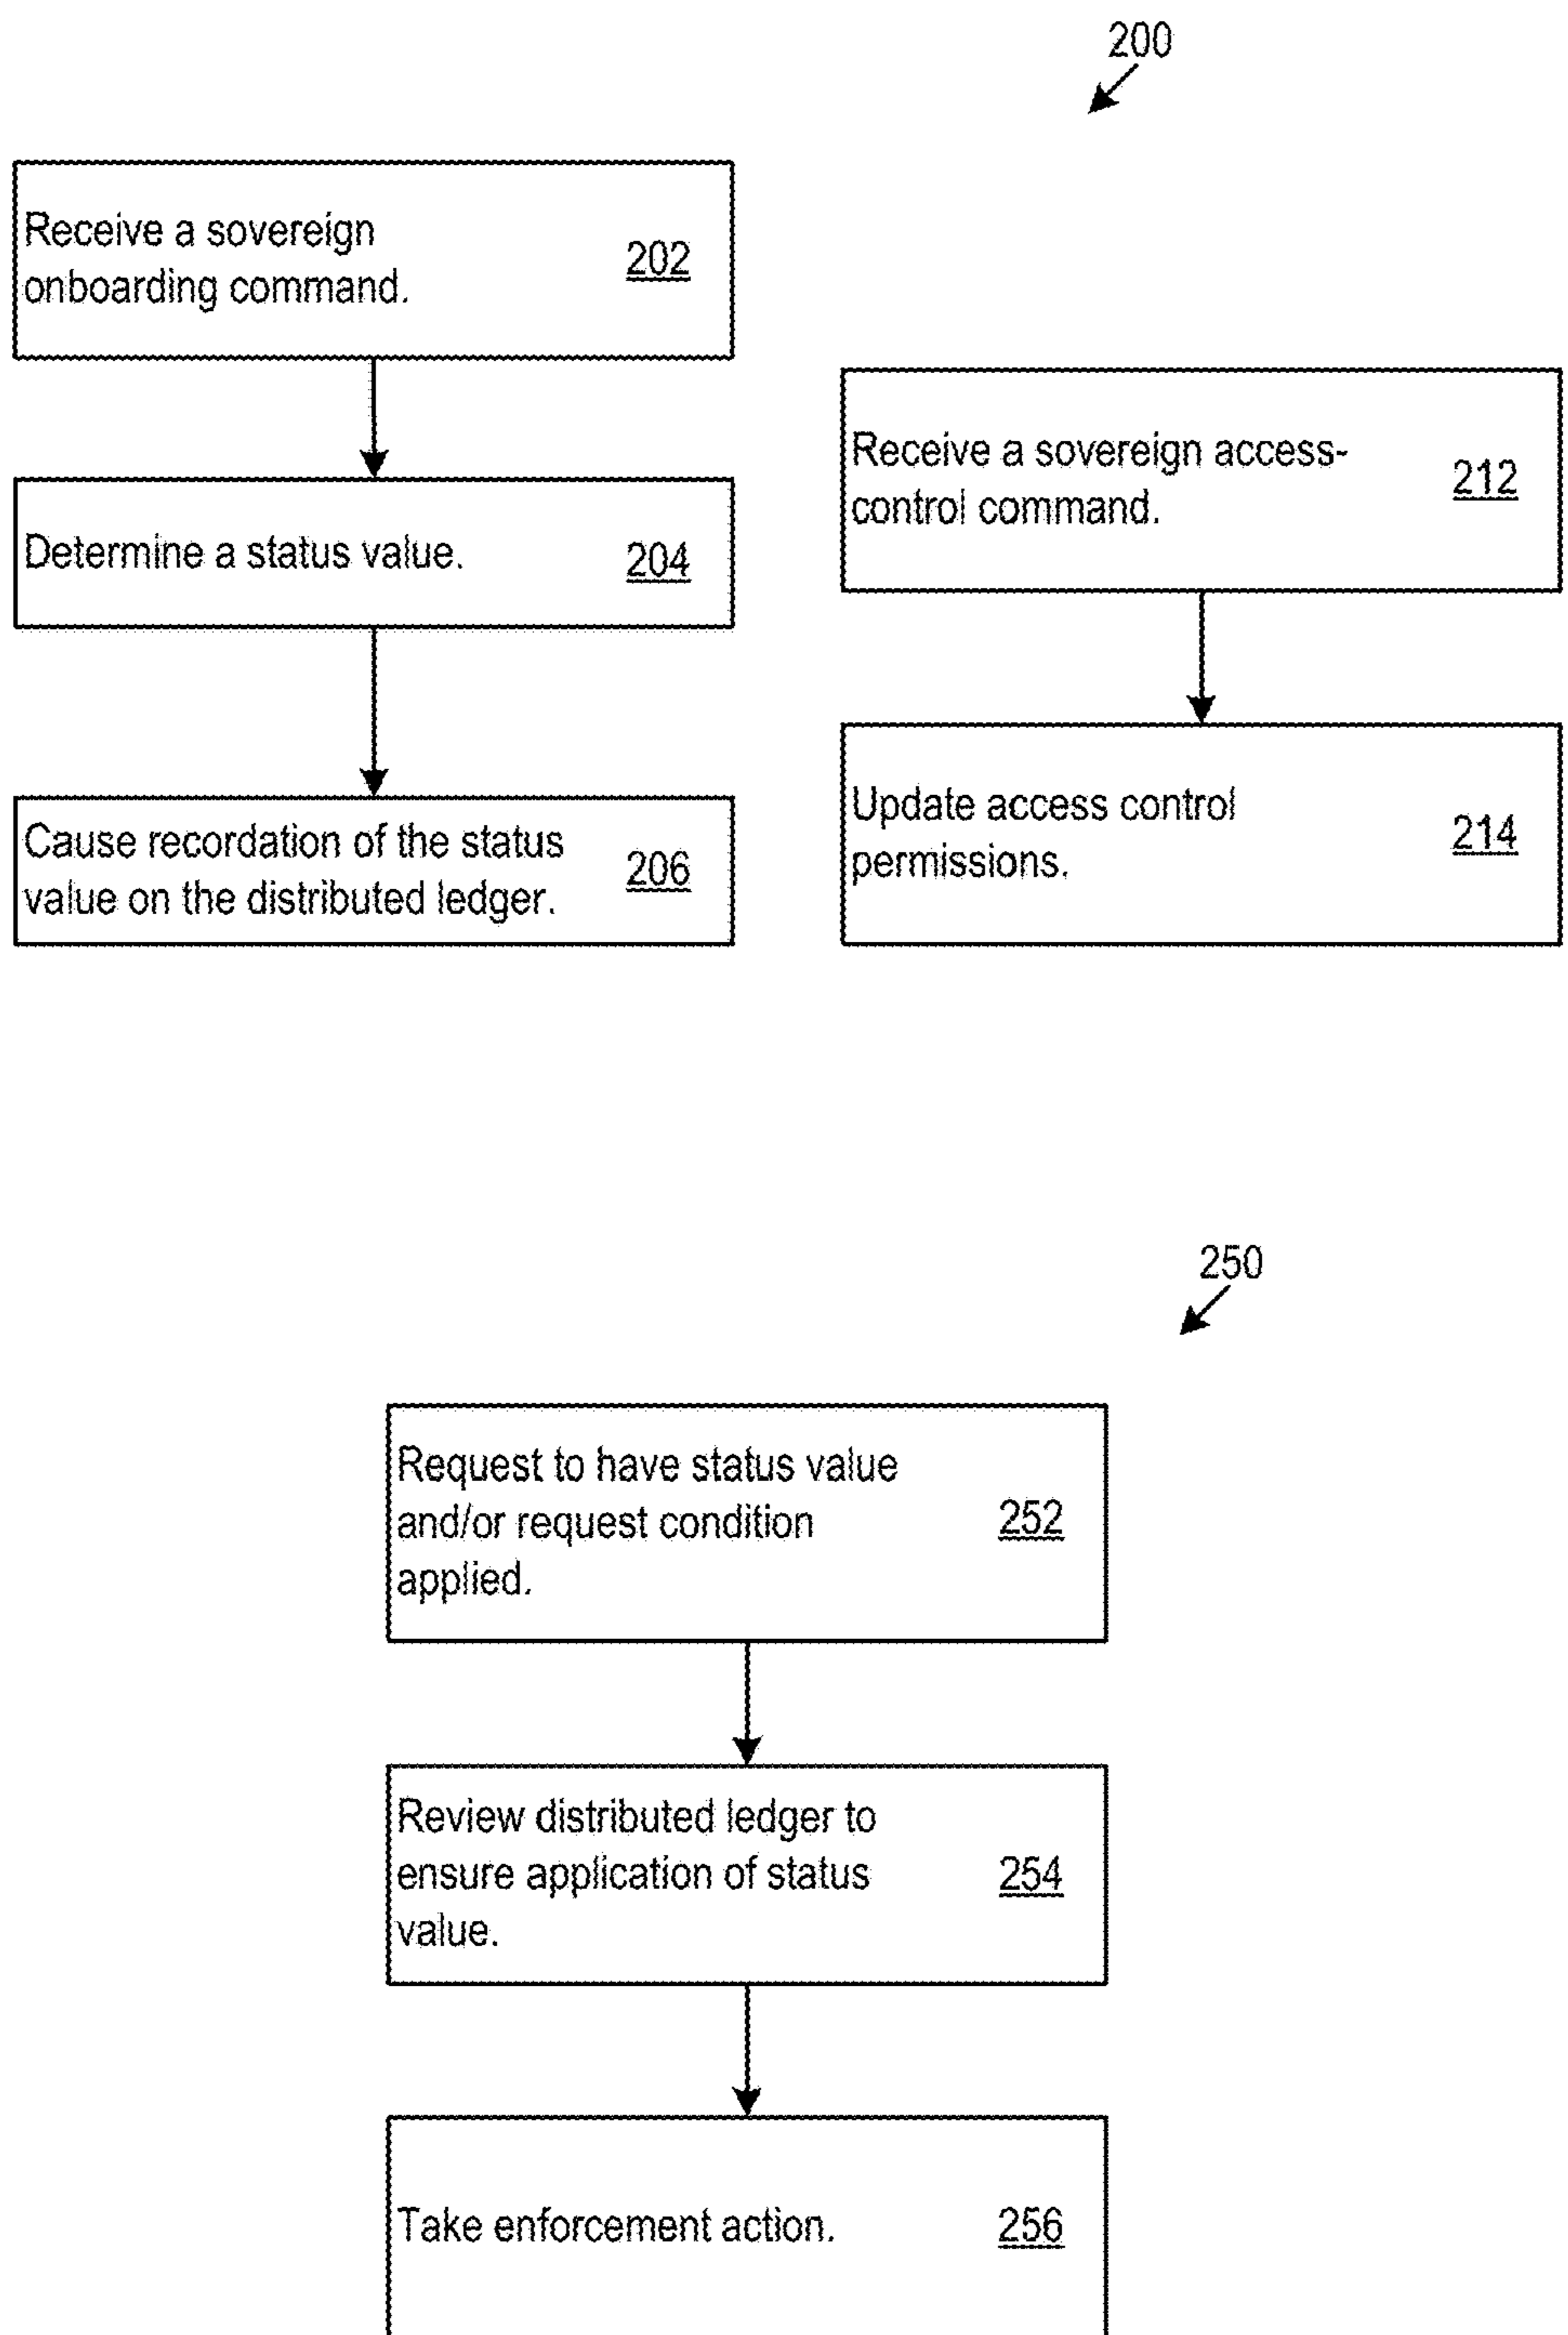 200
Receive a sovereign
onboarding command.
202
Determine a status value.
204
Cause recordation of the status
value on the distributed ledger.
206
Receive a sovereign access-
control command.
212
Update access control
permissions.
214
250
Request to have status value
and/or request condition
applied.
252
Review distributed ledger to
ensure application of status
value.
254
Take enforcement action.
256